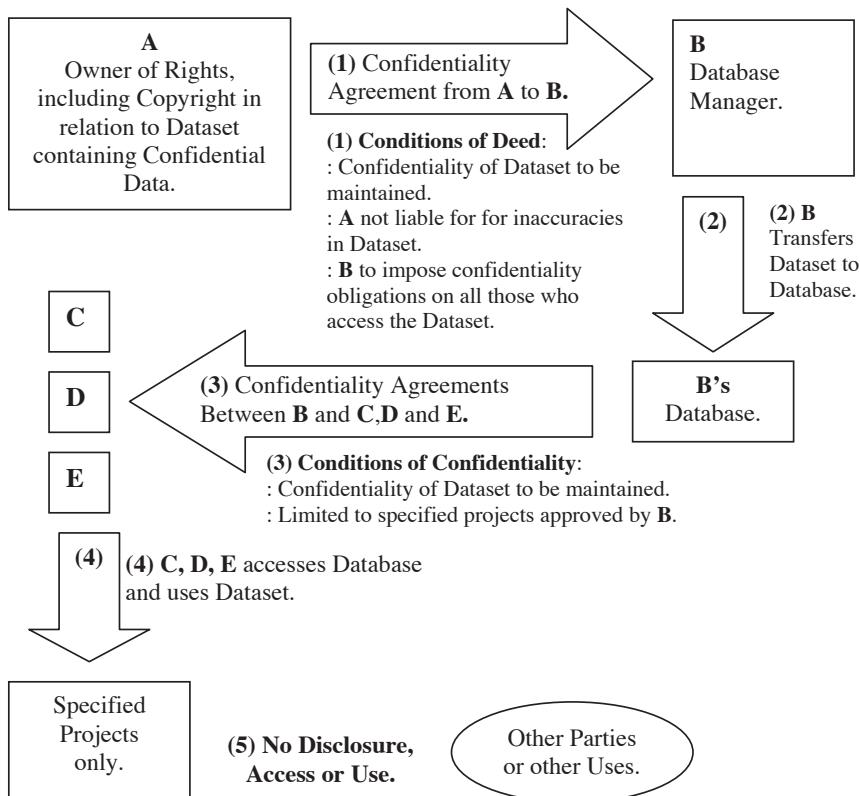 A
Owner of Rights,
including Copyright in
relation to Dataset
containing Confidential
Data.
(1) Confidentiality
Agreement from A to B.
B
Database
Manager.
(1) Conditions of Deed:
: Confidentiality of Dataset to be
maintained.
: A not liable for for inaccuracies
in Dataset.
: B to impose confidentiality
obligations on all those who
access the Dataset.
(2)
(2) B
Transfers
Dataset to
Database.
B's
Database.
(3) Confidentiality Agreements
Between B and C,D and E.
C
D
E
(3) Conditions of Confidentiality:
: Confidentiality of Dataset to be maintained.
: Limited to specified projects approved by B.
(4)
(4) C, D, E accesses Database
and uses Dataset.
Specified
Projects
only.
(5) No Disclosure,
Access or Use.
Other Parties
or other Uses.